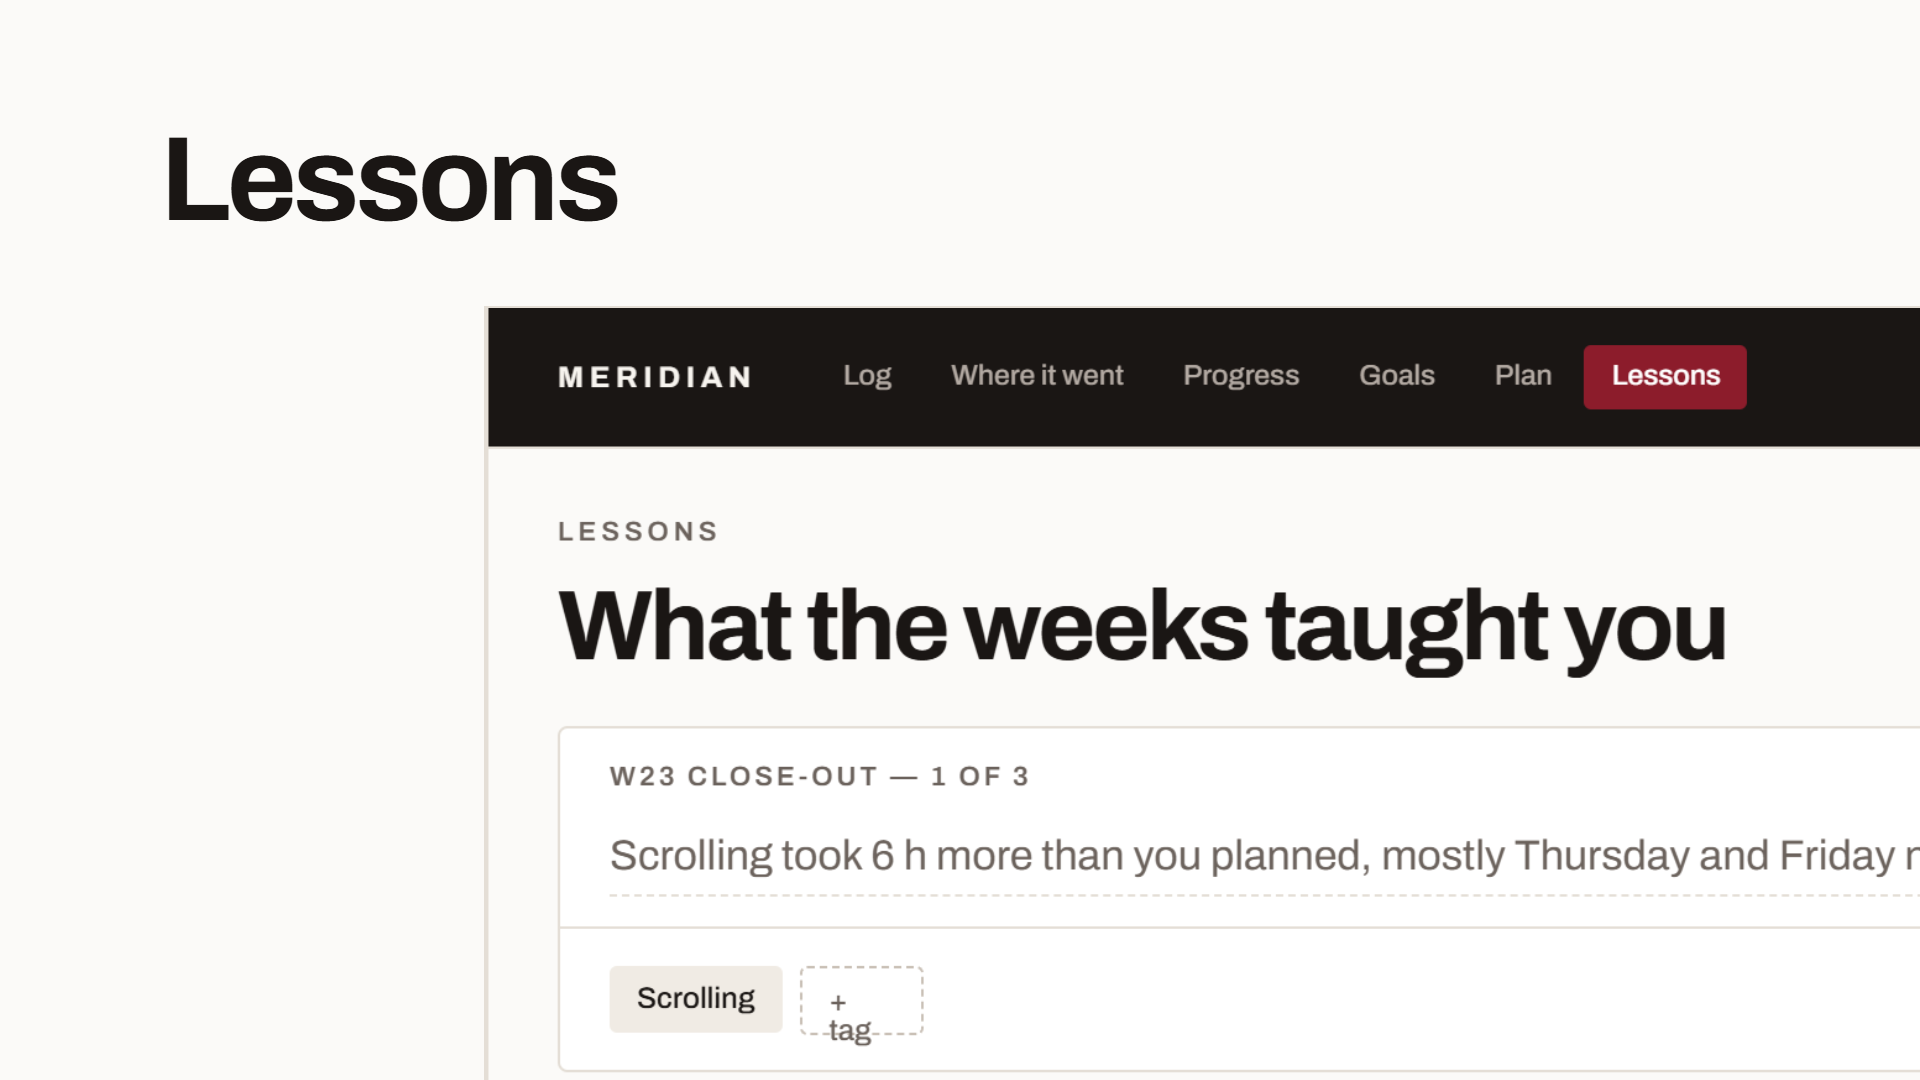 Lessons
MERIDIAN Log Where it went Progress Goals Plan Lessons
LESSONS
What the weeks taught you
W23 CLOSE-OUT — 1 OF 3
Scrolling took 6 h more than you planned, mostly Thursday and Friday
Scrolling
+
tag